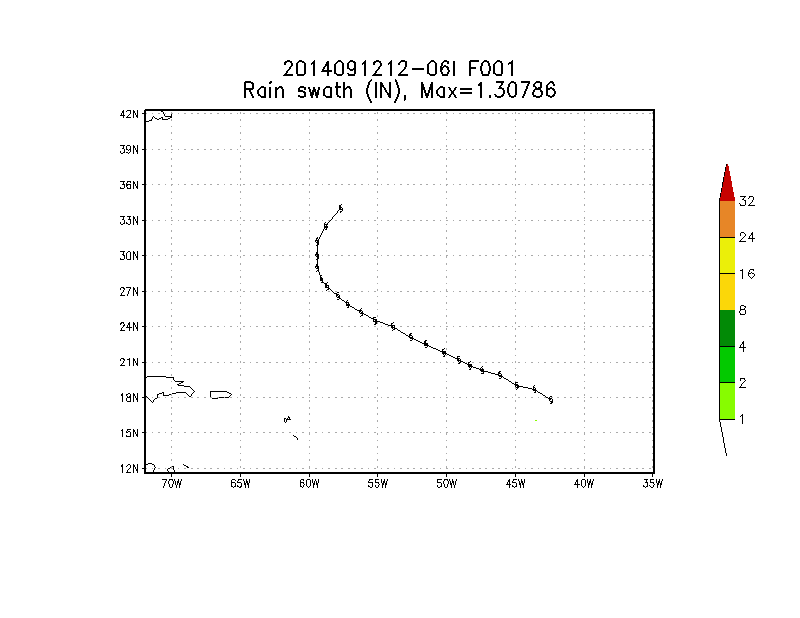 2014091212-06I F001
Rain swath (IN), Max=1.30786
42N
39N
36N
33N
30N
27N
24N
21N
18N
15N
12N
70W 65W 60W 55W 50W 45W 40W 35W
32
24
16
8
4
2
1